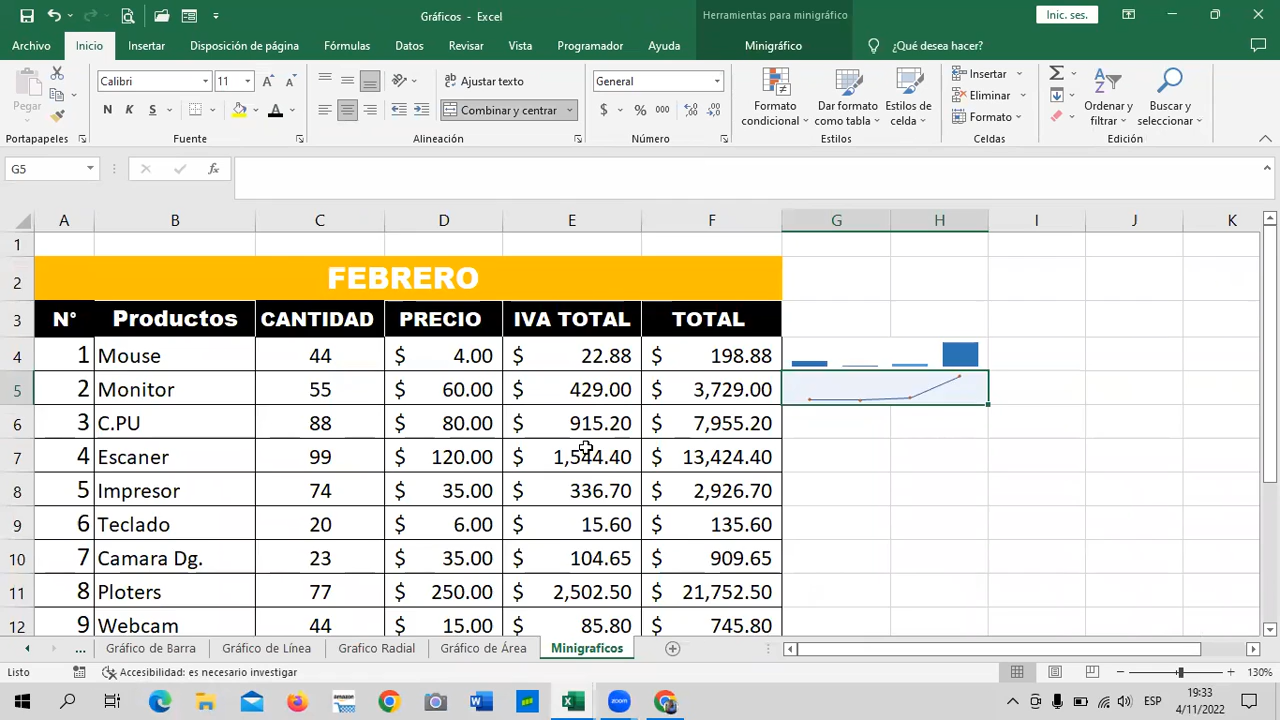 Gráficos - Excel
Herramientas para minigráfico
Inic. ses.
Archivo Inicio Insertar Disposición de página Fórmulas Datos Revisar Vista Programador Ayuda Minigráfico ¿Qué desea hacer?
Pegar
Calibri 11
N K S
Ajustar texto
Combinar y centrar
General
$ % 000
Formato condicional
Dar formato como tabla
Estilos de celda
Insertar
Eliminar
Formato
Ordenar y filtrar
Buscar y seleccionar
Portapapeles Fuente Alineación Número Estilos Celdas Edición
G5 fx
A B C D E F G H I J K
1
2 FEBRERO
3 N° Productos CANTIDAD PRECIO IVA TOTAL TOTAL
4 1 Mouse 44 $ 4.00 $ 22.88 $ 198.88
5 2 Monitor 55 $ 60.00 $ 429.00 $ 3,729.00
6 3 C.PU 88 $ 80.00 $ 915.20 $ 7,955.20
7 4 Escaner 99 $ 120.00 $ 1,544.40 $ 13,424.40
8 5 Impresor 74 $ 35.00 $ 336.70 $ 2,926.70
9 6 Teclado 20 $ 6.00 $ 15.60 $ 135.60
10 7 Camara Dg. 23 $ 35.00 $ 104.65 $ 909.65
11 8 Ploters 77 $ 250.00 $ 2,502.50 $ 21,752.50
12 9 Webcam 44 $ 15.00 $ 85.80 $ 745.80
... Gráfico de Barra Gráfico de Línea Grafico Radial Gráfico de Área Minigraficos
Listo Accesibilidad: es necesario investigar 130%
ESP 19:33
4/11/2022